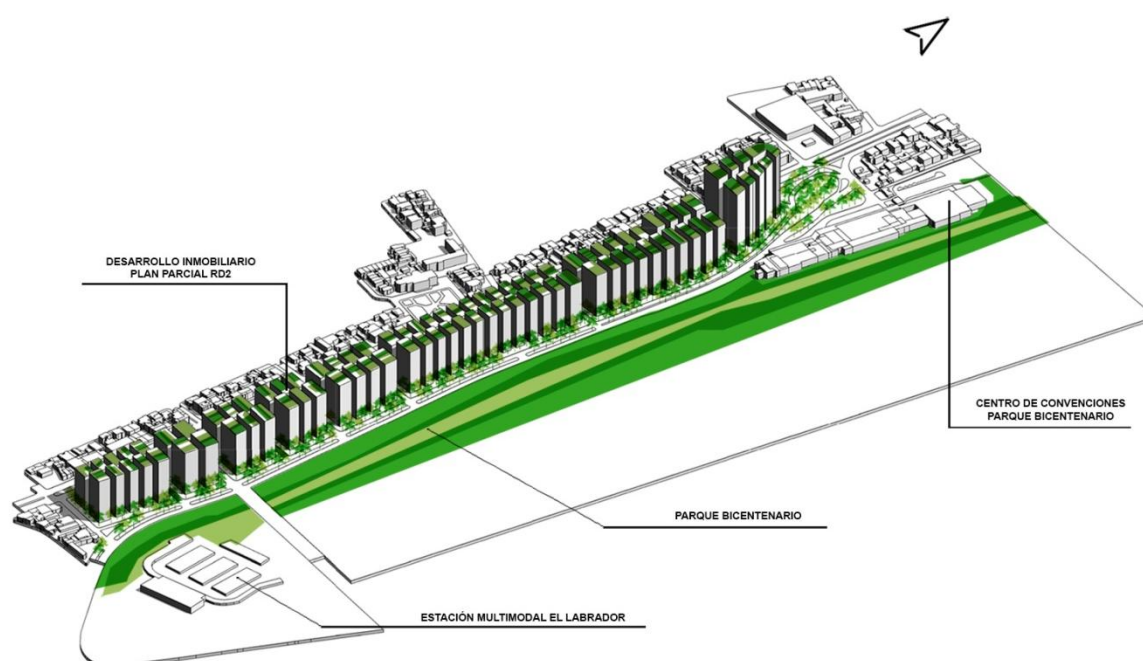 DESARROLLO INMOBILIARIO
PLAN PARCIAL RD2
CENTRO DE CONVENCIONES
PARQUE BICENTENARIO
PARQUE BICENTENARIO
ESTACIÓN MULTIMODAL EL LABRADOR